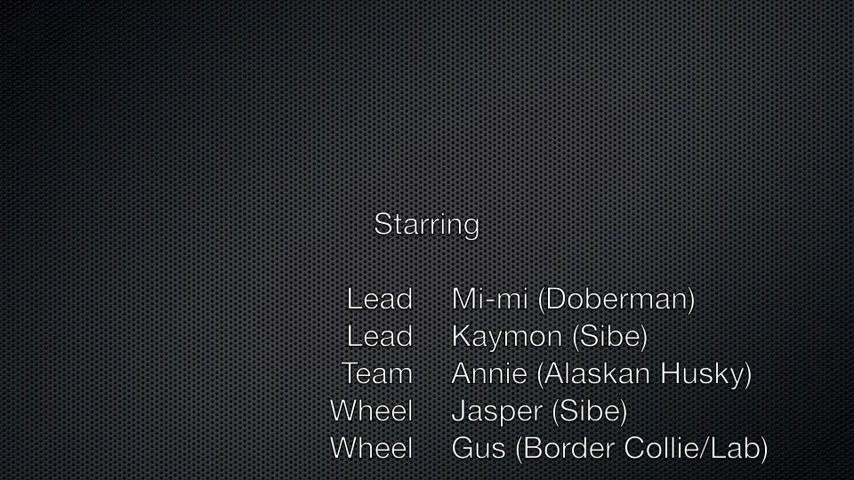 Starring
Lead Mi-mi (Doberman)
Lead Kaymon (Sibe)
Team Annie (Alaskan Husky)
Wheel Jasper (Sibe)
Wheel Gus (Border Collie/Lab)